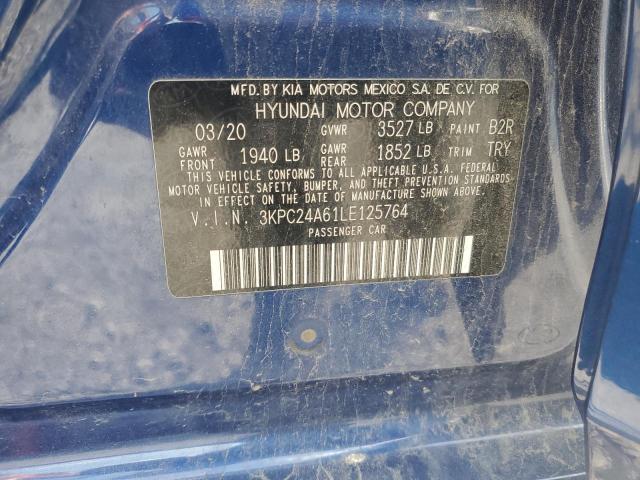 MFD. BY KIA MOTORS MEXICO S.A. DE C.V. FOR
HYUNDAI MOTOR COMPANY
03/20 GVWR 3527 LB PAINT B2R
GAWR FRONT 1940 LB GAWR REAR 1852 LB TRIM TRY
THIS VEHICLE CONFORMS TO ALL APPLICABLE U.S.A. FEDERAL
MOTOR VEHICLE SAFETY, BUMPER, AND THEFT PREVENTION STANDARDS
IN EFFECT ON THE DATE OF MANUFACTURE SHOWN ABOVE.
V.I.N. 3KPC24A61LE125764
PASSENGER CAR